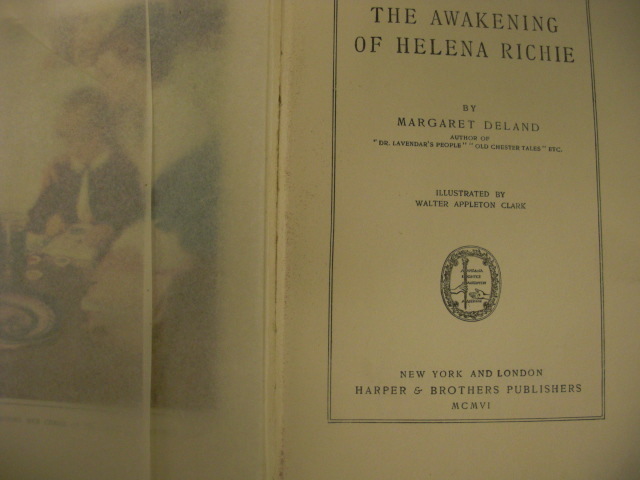 THE AWAKENING
OF HELENA RICHIE
BY
MARGARET DELAND
AUTHOR OF
"DR. LAVENDAR'S PEOPLE" "OLD CHESTER TALES" ETC.
ILLUSTRATED BY
WALTER APPLETON CLARK
NEW YORK AND LONDON
HARPER & BROTHERS PUBLISHERS
MCMVI